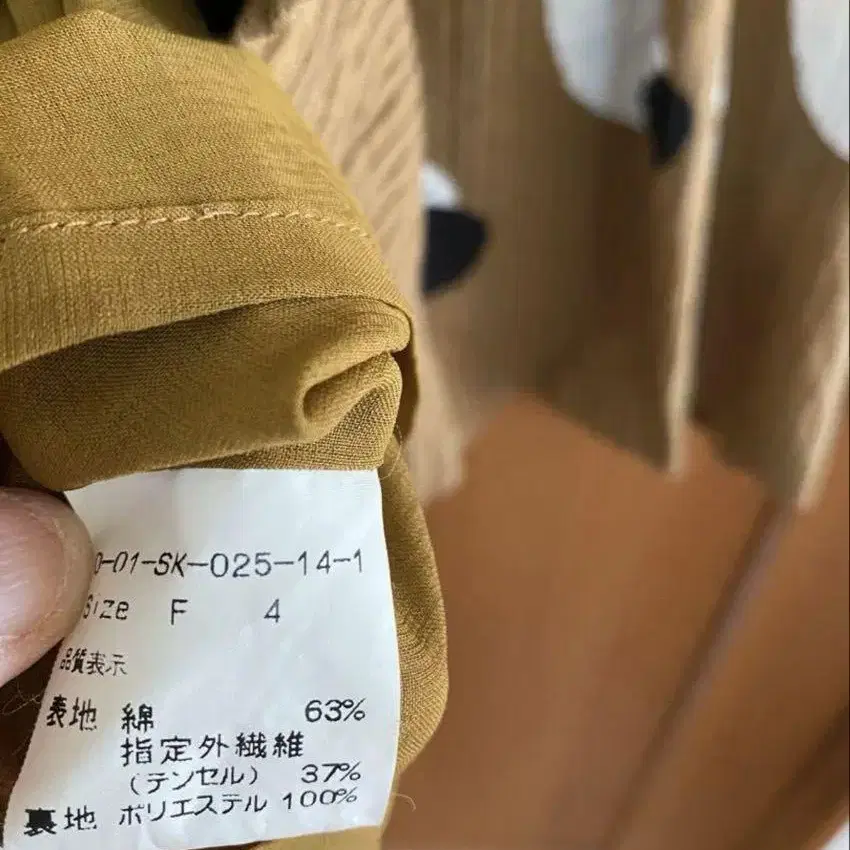 0-01-SK-025-14-1
Size F 4
品質表示
表地 綿 63%
指定外繊維
(テンセル) 37%
裏地 ポリエステル 100%